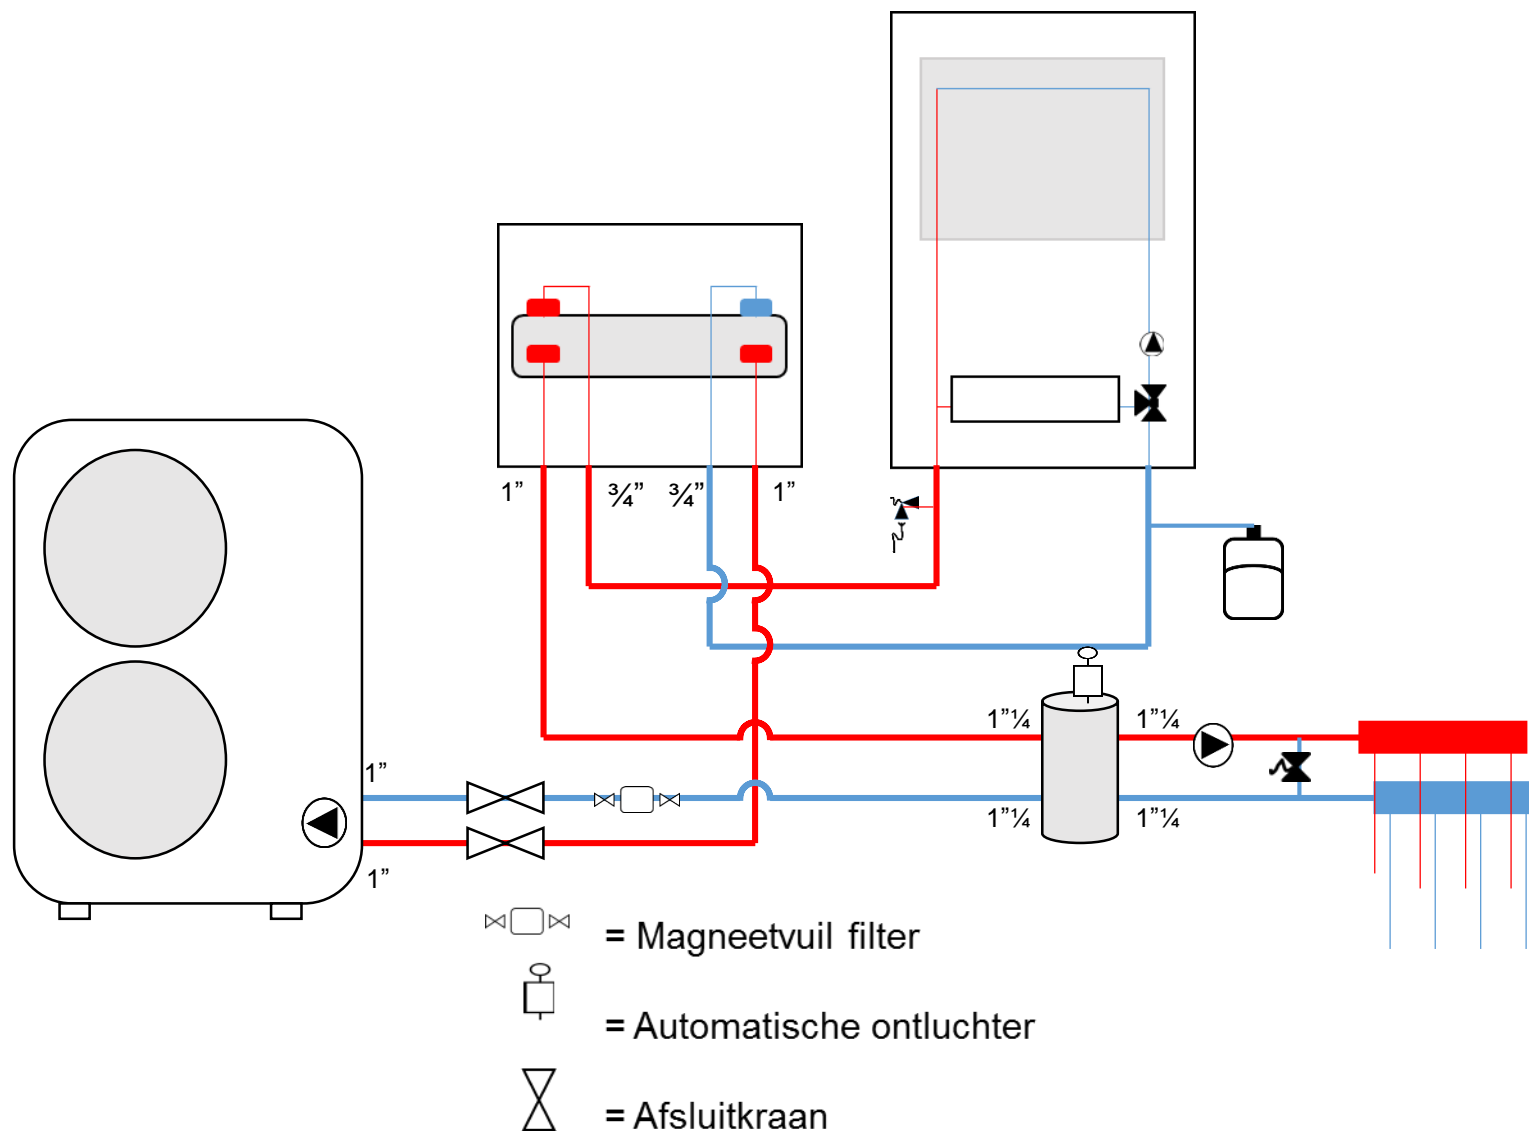 1” ¾” ¾” 1”
1”¼ 1”¼
1”
1”¼ 1”¼
1”
= Magneetvuil filter
= Automatische ontluchter
= Afsluitkraan